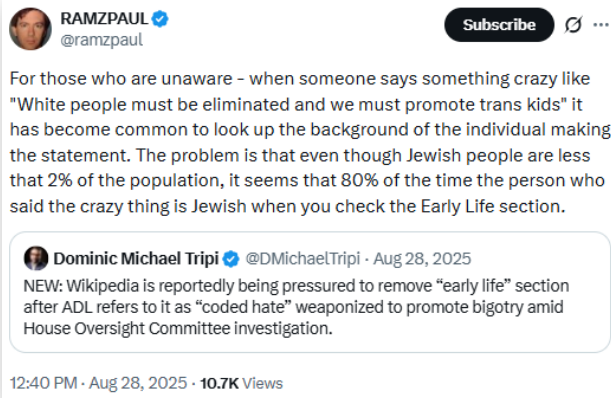 RAMZPAUL
@ramzpaul
Subscribe
For those who are unaware - when someone says something crazy like
"White people must be eliminated and we must promote trans kids" it
has become common to look up the background of the individual making
the statement. The problem is that even though Jewish people are less
that 2% of the population, it seems that 80% of the time the person who
said the crazy thing is Jewish when you check the Early Life section.
Dominic Michael Tripi @DMichaelTripi · Aug 28, 2025
NEW: Wikipedia is reportedly being pressured to remove “early life” section
after ADL refers to it as “coded hate” weaponized to promote bigotry amid
House Oversight Committee investigation.
12:40 PM · Aug 28, 2025 · 10.7K Views